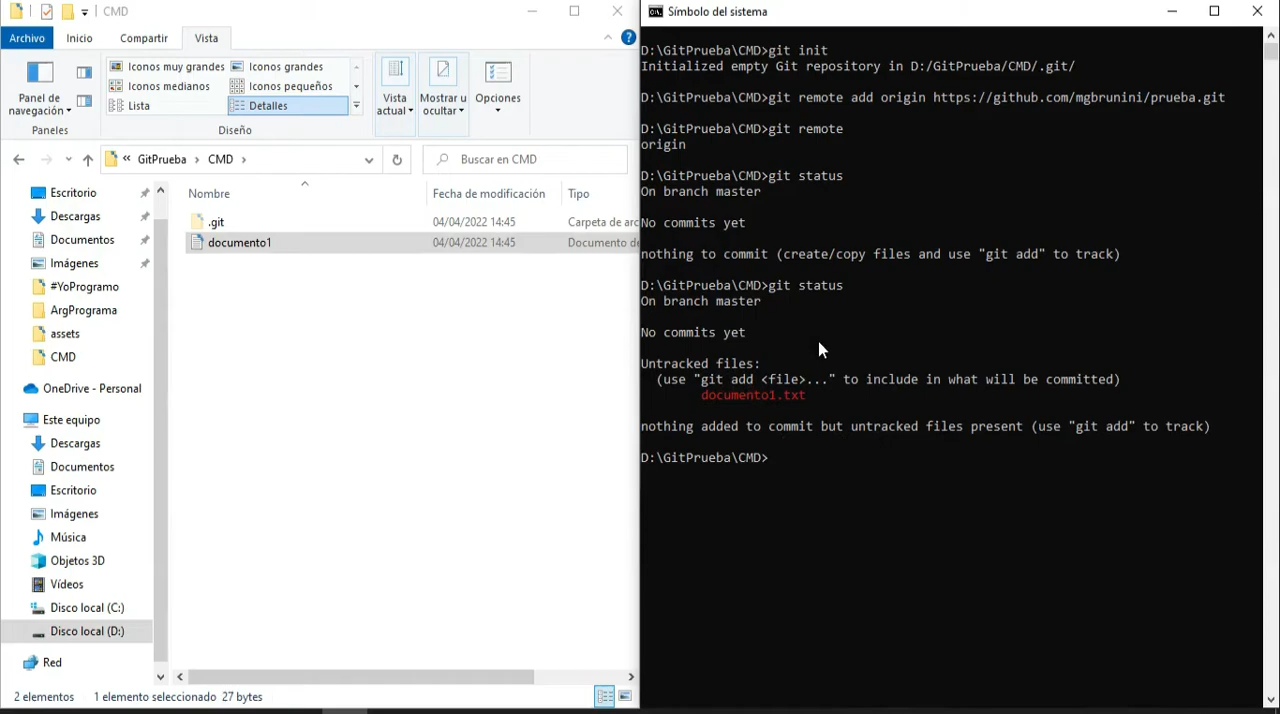 CMD
Archivo Inicio Compartir Vista
Panel de navegación
Paneles
Iconos muy grandes
Iconos grandes
Iconos medianos
Iconos pequeños
Lista
Detalles
Diseño
Vista actual
Mostrar u ocultar
Opciones
« GitPrueba > CMD >
Buscar en CMD
Nombre Fecha de modificación Tipo
.git 04/04/2022 14:45 Carpeta de arc
documento1 04/04/2022 14:45 Documento de
Escritorio
Descargas
Documentos
Imágenes
#YoProgramo
ArgPrograma
assets
CMD
OneDrive - Personal
Este equipo
Descargas
Documentos
Escritorio
Imágenes
Música
Objetos 3D
Vídeos
Disco local (C:)
Disco local (D:)
Red
2 elementos 1 elemento seleccionado 27 bytes
Símbolo del sistema
D:\GitPrueba\CMD>git init
Initialized empty Git repository in D:/GitPrueba/CMD/.git/
D:\GitPrueba\CMD>git remote add origin https://github.com/mgbrunini/prueba.git
D:\GitPrueba\CMD>git remote
origin
D:\GitPrueba\CMD>git status
On branch master
No commits yet
nothing to commit (create/copy files and use "git add" to track)
D:\GitPrueba\CMD>git status
On branch master
No commits yet
Untracked files:
(use "git add <file>..." to include in what will be committed)
documento1.txt
nothing added to commit but untracked files present (use "git add" to track)
D:\GitPrueba\CMD>